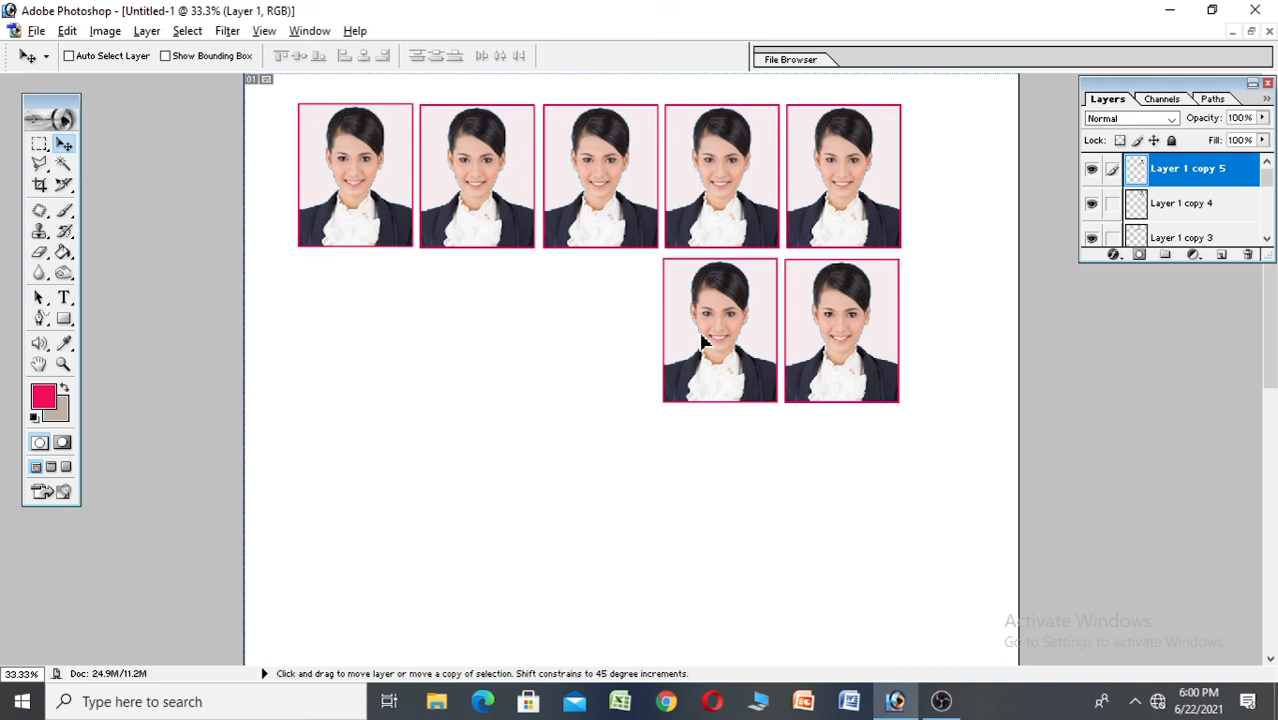 Adobe Photoshop - [Untitled-1 @ 33.3% (Layer 1, RGB)]
File Edit Image Layer Select Filter View Window Help
Auto Select Layer Show Bounding Box
File Browser
01
Layers Channels Paths
Normal Opacity: 100%
Lock: Fill: 100%
Layer 1 copy 5
Layer 1 copy 4
Layer 1 copy 3
Activate Windows
Go to Settings to activate Windows.
33.33% Doc: 24.9M/11.2M Click and drag to move layer or move a copy of selection. Shift constrains to 45 degree increments.
Type here to search
6:00 PM
6/22/2021